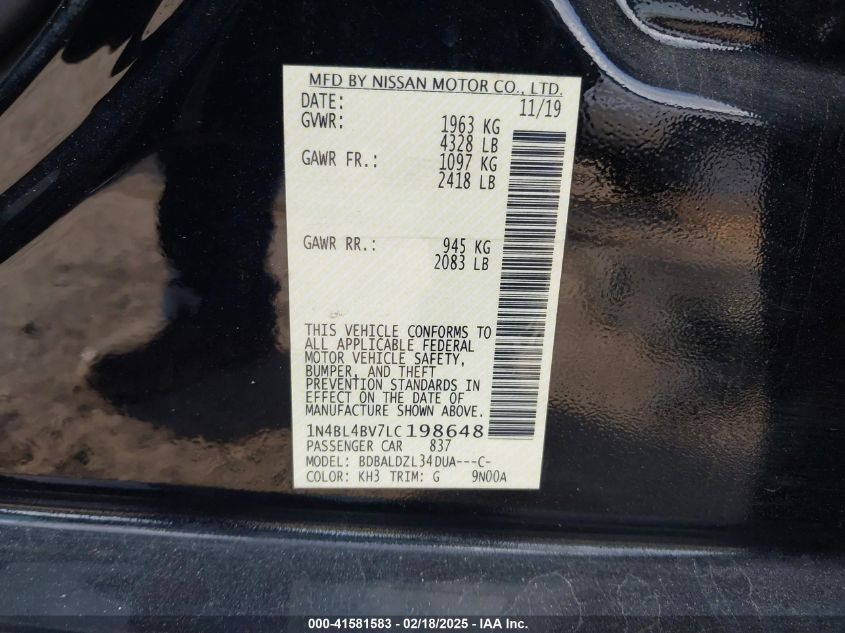 MFD BY NISSAN MOTOR CO., LTD.
DATE: 11/19
GVWR: 1963 KG
4328 LB
GAWR FR.: 1097 KG
2418 LB
GAWR RR.: 945 KG
2083 LB
THIS VEHICLE CONFORMS TO
ALL APPLICABLE FEDERAL
MOTOR VEHICLE SAFETY,
BUMPER, AND THEFT
PREVENTION STANDARDS IN
EFFECT ON THE DATE OF
MANUFACTURE SHOWN ABOVE.
1N4BL4BV7LC198648
PASSENGER CAR 837
MODEL: BDBALDZL34DUA---C-
COLOR: KH3 TRIM: G 9N00A
000-41581583 - 02/18/2025 - IAA Inc.